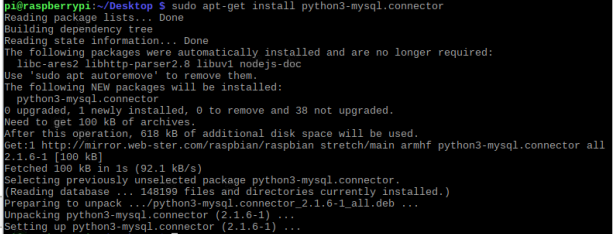 pi@raspberrypi:~/Desktop $ sudo apt-get install python3-mysql.connector
Reading package lists... Done
Building dependency tree
Reading state information... Done
The following packages were automatically installed and are no longer required:
  libc-ares2 libhttp-parser2.8 libuv1 nodejs-doc
Use 'sudo apt autoremove' to remove them.
The following NEW packages will be installed:
  python3-mysql.connector
0 upgraded, 1 newly installed, 0 to remove and 38 not upgraded.
Need to get 100 kB of archives.
After this operation, 618 kB of additional disk space will be used.
Get:1 http://mirror.web-ster.com/raspbian/raspbian stretch/main armhf python3-mysql.connector all
2.1.6-1 [100 kB]
Fetched 100 kB in 1s (92.1 kB/s)
Selecting previously unselected package python3-mysql.connector.
(Reading database ... 148199 files and directories currently installed.)
Preparing to unpack .../python3-mysql.connector_2.1.6-1_all.deb ...
Unpacking python3-mysql.connector (2.1.6-1) ...
Setting up python3-mysql.connector (2.1.6-1) ...